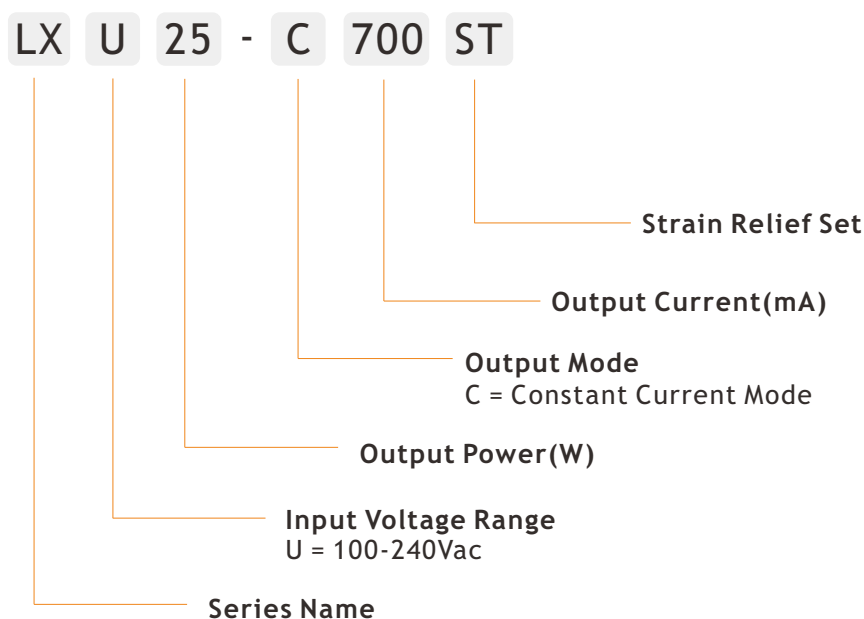 LX U 25 - C 700 ST
Strain Relief Set
Output Current(mA)
Output Mode
C = Constant Current Mode
Output Power(W)
Input Voltage Range
U = 100-240Vac
Series Name